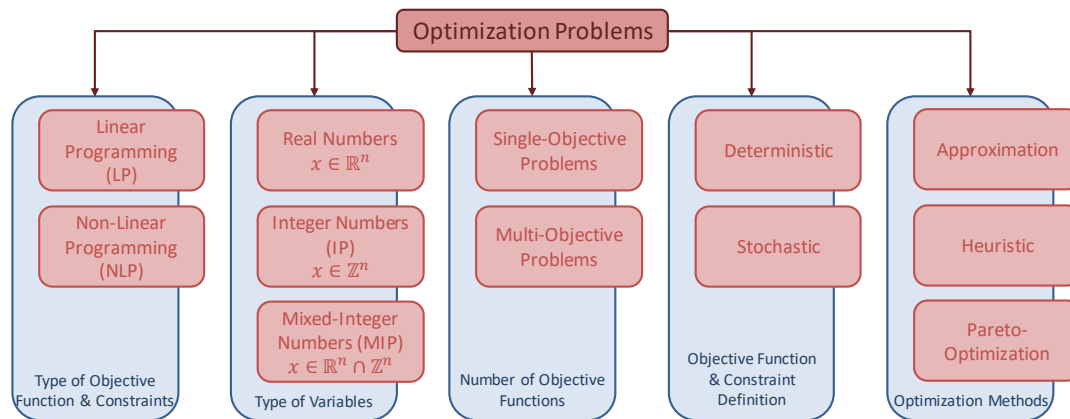 Optimization Problems
Linear
Programming
(LP)
Non-Linear
Programming
(NLP)
Type of Objective
Function & Constraints
Real Numbers
𝑥 ∈ ℝⁿ
Integer Numbers
(IP)
𝑥 ∈ ℤⁿ
Mixed-Integer
Numbers (MIP)
𝑥 ∈ ℝⁿ ∩ ℤⁿ
Type of Variables
Single-Objective
Problems
Multi-Objective
Problems
Number of Objective
Functions
Deterministic
Stochastic
Objective Function
& Constraint
Definition
Approximation
Heuristic
Pareto-
Optimization
Optimization Methods